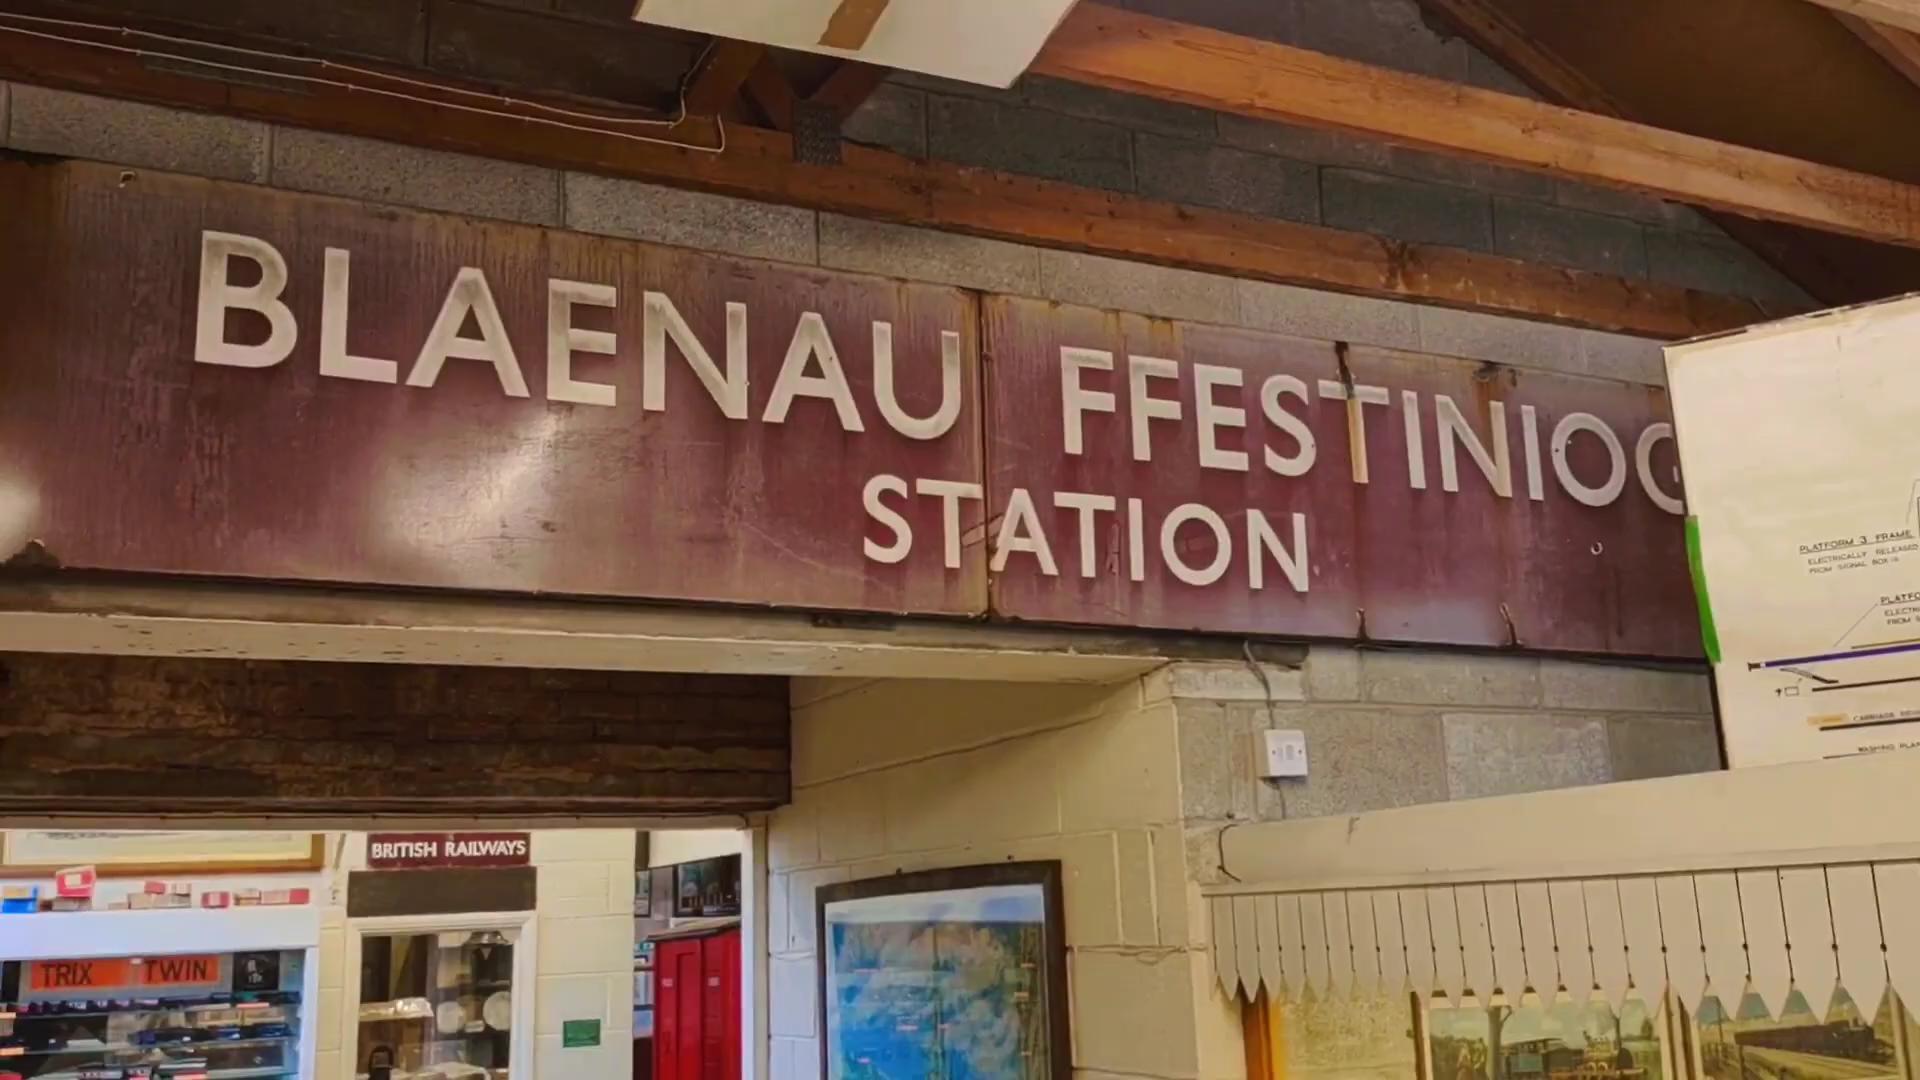 BLAENAU FFESTINIOG
STATION
PLATFORM 3 FRAME
ELECTRICALLY RELEASED
FROM SIGNAL BOX
BRITISH RAILWAYS
TRIX TWIN